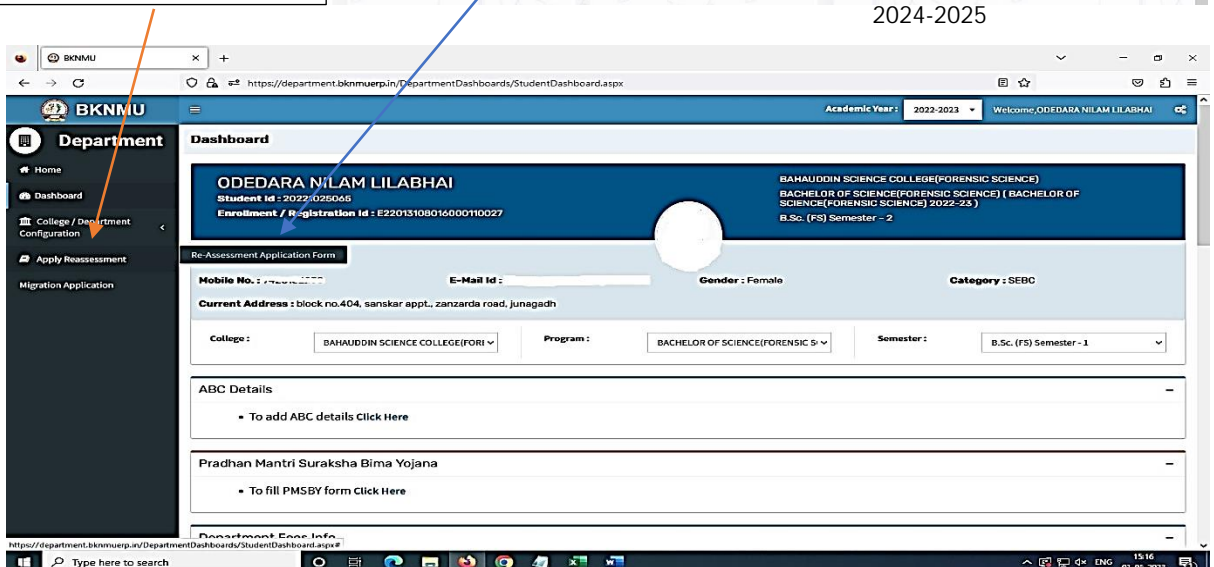 2024-2025
BKNMU
https://department.bknmuerp.in/DepartmentDashboards/StudentDashboard.aspx
BKNMU
Academic Year :
2022-2023
Welcome,ODEDARA NILAM LILABHAI
Department
Dashboard
Home
Dashboard
College / Department
Configuration
Apply Reassessment
Migration Application
ODEDARA NILAM LILABHAI
Student Id : 20221025065
Enrollment / Registration Id : E22013108016000110027
BAHAUDDIN SCIENCE COLLEGE(FORENSIC SCIENCE)
BACHELOR OF SCIENCE(FORENSIC SCIENCE) ( BACHELOR OF
SCIENCE(FORENSIC SCIENCE) 2022-23 )
B.Sc. (FS) Semester - 2
Re-Assessment Application Form
Mobile No. :
E-Mail Id :
Gender : Female
Category : SEBC
Current Address : block no.404, sanskar appt., zanzarda road, junagadh
College :
BAHAUDDIN SCIENCE COLLEGE(FORI
Program :
BACHELOR OF SCIENCE(FORENSIC S
Semester :
B.Sc. (FS) Semester - 1
ABC Details
• To add ABC details Click Here
Pradhan Mantri Suraksha Bima Yojana
• To fill PMSBY form Click Here
Department Fees Info
https://department.bknmuerp.in/DepartmentDashboards/StudentDashboard.aspx#
Type here to search
ENG
15:16